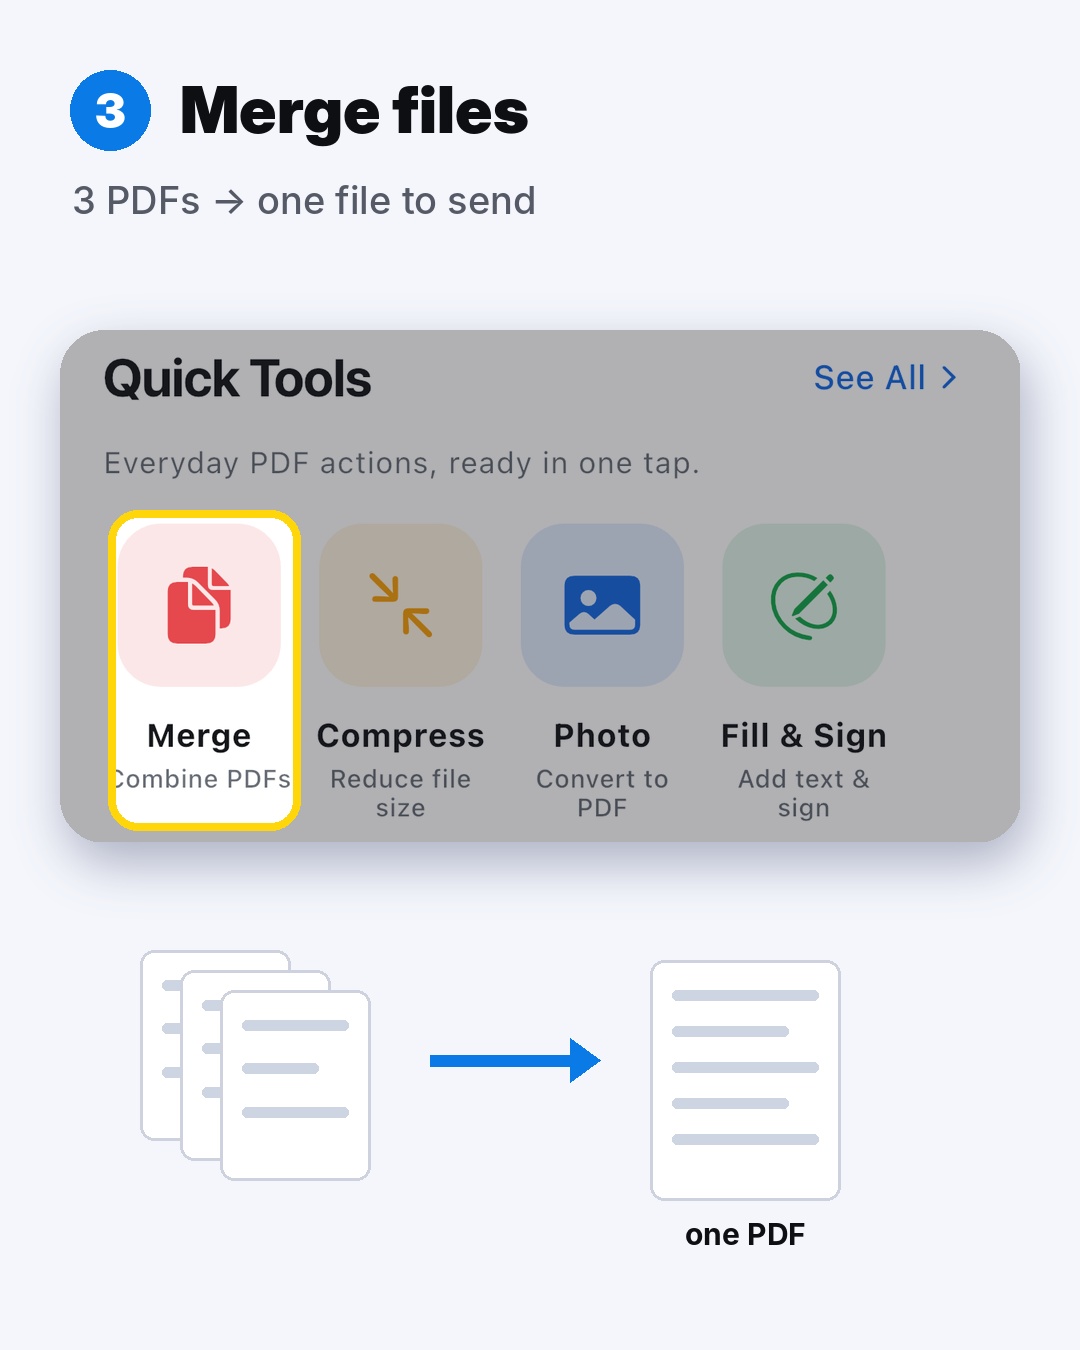 3 Merge files
3 PDFs → one file to send
Quick Tools
See All >
Everyday PDF actions, ready in one tap.
Merge
Combine PDFs
Compress
Reduce file
size
Photo
Convert to
PDF
Fill & Sign
Add text &
sign
one PDF